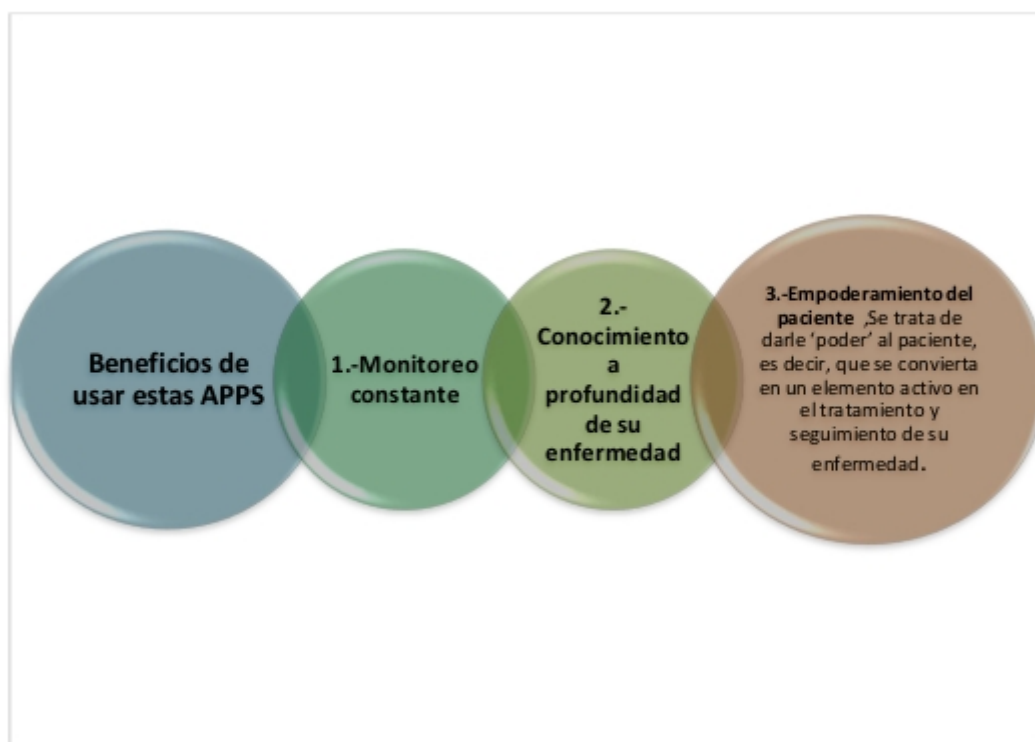 Beneficios de
usar estas APPS
1.-Monitoreo
constante
2.-
Conocimiento
a
profundidad
de su
enfermedad
3.-Empoderamiento del
paciente ,Se trata de
darle ‘poder’ al paciente,
es decir, que se convierta
en un elemento activo en
el tratamiento y
seguimiento de su
enfermedad.